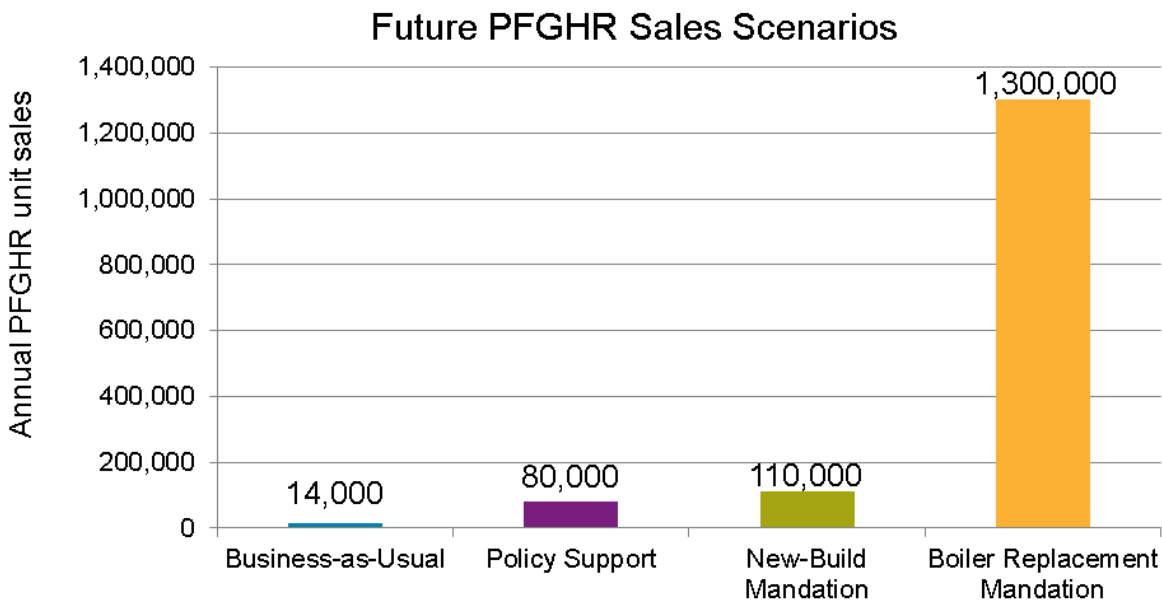 Future PFGHR Sales Scenarios
Annual PFGHR unit sales
1,400,000
1,200,000
1,000,000
800,000
600,000
400,000
200,000
0
14,000
80,000
110,000
1,300,000
Business-as-Usual
Policy Support
New-Build
Mandation
Boiler Replacement
Mandation